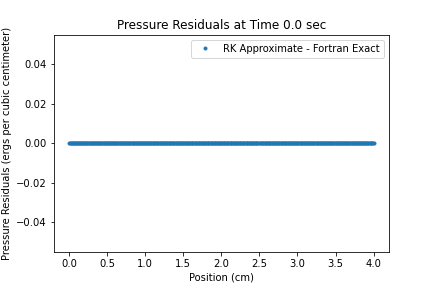 Pressure Residuals at Time 0.0 sec
RK Approximate - Fortran Exact
Pressure Residuals (ergs per cubic centimeter)
0.04
0.02
0.00
−0.02
−0.04
0.0 0.5 1.0 1.5 2.0 2.5 3.0 3.5 4.0
Position (cm)